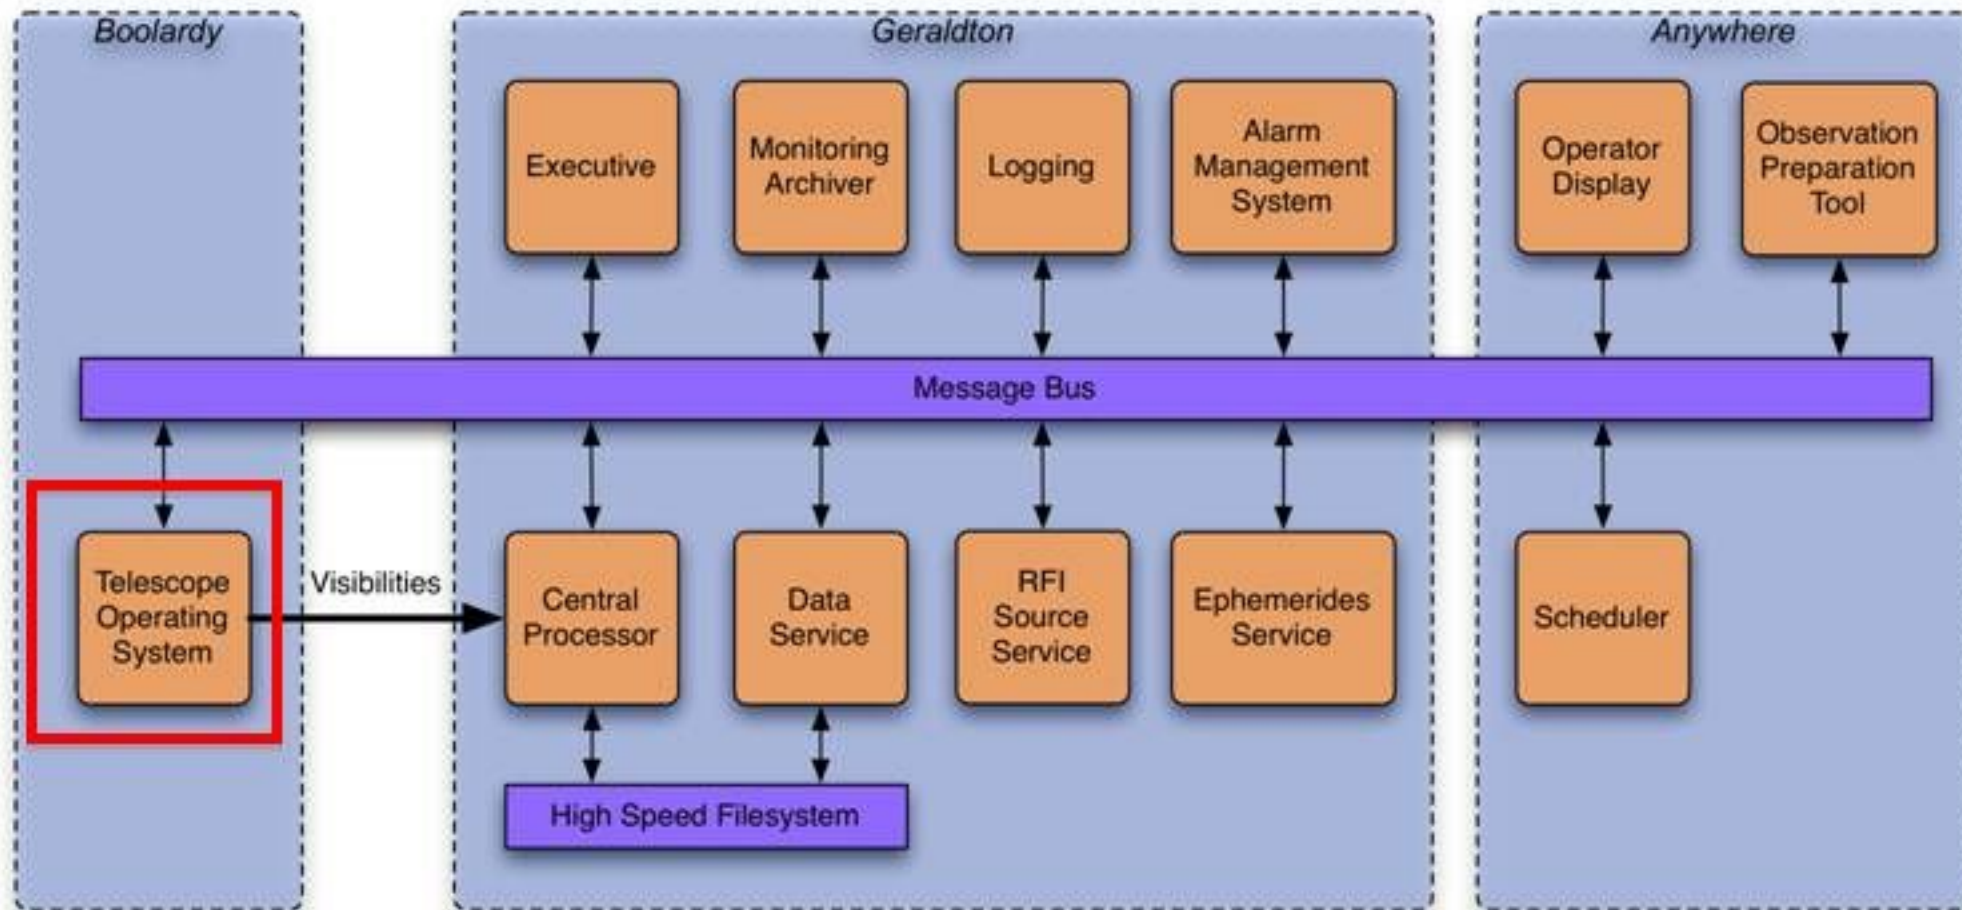 Boolardy
Geraldton
Anywhere
Executive
Monitoring
Archiver
Logging
Alarm
Management
System
Operator
Display
Observation
Preparation
Tool
Message Bus
Telescope
Operating
System
Visibilities
Central
Processor
Data
Service
RFI
Source
Service
Ephemerides
Service
Scheduler
High Speed Filesystem